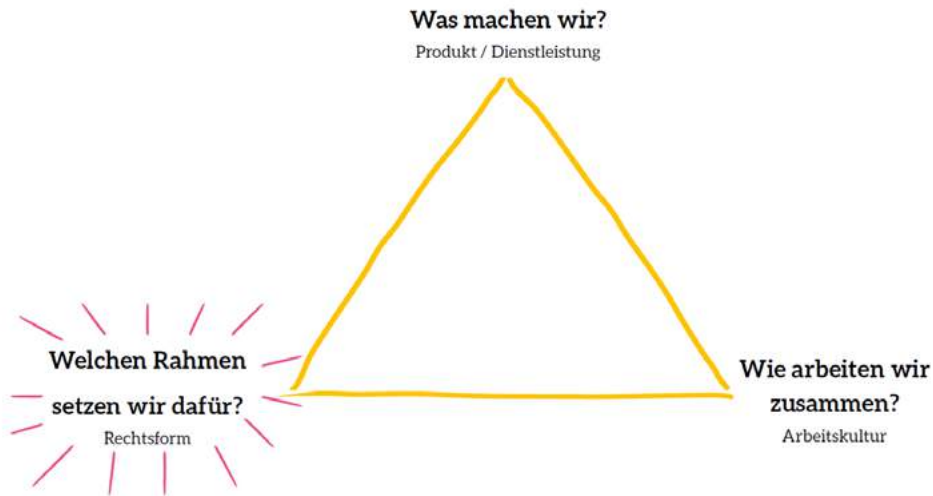 Was machen wir?
Produkt / Dienstleistung
Welchen Rahmen
setzen wir dafür?
Rechtsform
Wie arbeiten wir
zusammen?
Arbeitskultur